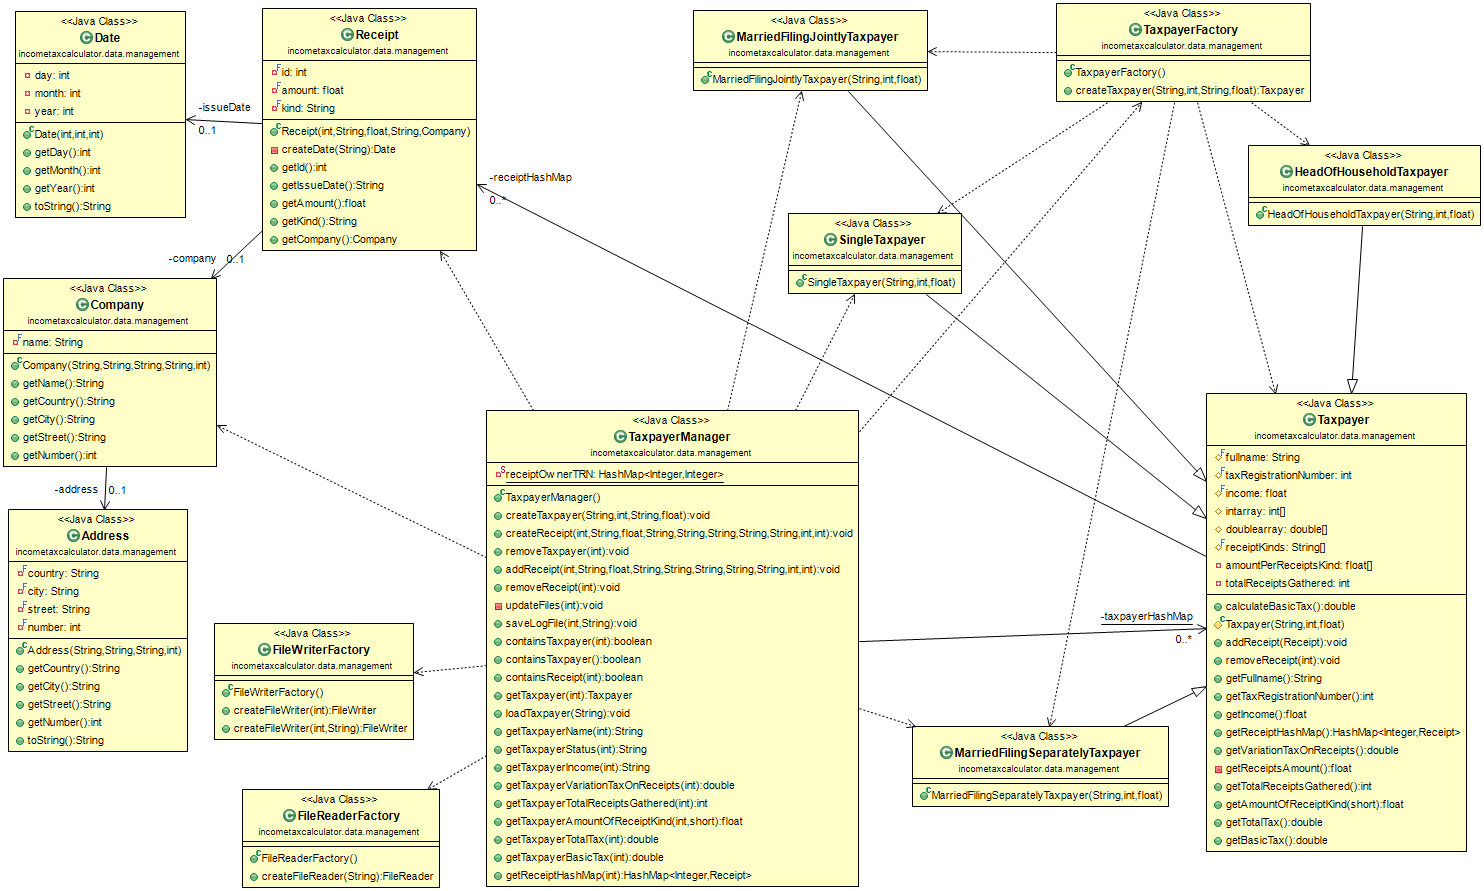 <<Java Class>>
Date
incometaxcalculator.data.management
day: int
month: int
year: int
Date(int,int,int)
getDay():int
getMonth():int
getYear():int
toString():String
<<Java Class>>
Receipt
incometaxcalculator.data.management
id: int
amount: float
kind: String
Receipt(int,String,float,String,Company)
createDate(String):Date
getId():int
getIssueDate():String
getAmount():float
getKind():String
getCompany():Company
-issueDate
0..1
-company
0..1
-receiptHashMap
0..*
<<Java Class>>
MarriedFilingJointlyTaxpayer
incometaxcalculator.data.management
MarriedFilingJointlyTaxpayer(String,int,float)
<<Java Class>>
TaxpayerFactory
incometaxcalculator.data.management
TaxpayerFactory()
createTaxpayer(String,int,String,float):Taxpayer
<<Java Class>>
HeadOfHouseholdTaxpayer
incometaxcalculator.data.management
HeadOfHouseholdTaxpayer(String,int,float)
<<Java Class>>
SingleTaxpayer
incometaxcalculator.data.management
SingleTaxpayer(String,int,float)
<<Java Class>>
Company
incometaxcalculator.data.management
name: String
Company(String,String,String,String,int)
getName():String
getCountry():String
getCity():String
getStreet():String
getNumber():int
-address
0..1
<<Java Class>>
Address
incometaxcalculator.data.management
country: String
city: String
street: String
number: int
Address(String,String,String,int)
getCountry():String
getCity():String
getStreet():String
getNumber():int
toString():String
<<Java Class>>
TaxpayerManager
incometaxcalculator.data.management
receiptOwnerTRN: HashMap<Integer,Integer>
TaxpayerManager()
createTaxpayer(String,int,String,float):void
createReceipt(int,String,float,String,String,String,String,String,int,int):void
removeTaxpayer(int):void
addReceipt(int,String,float,String,String,String,String,String,int,int):void
removeReceipt(int):void
updateFiles(int):void
saveLogFile(int,String):void
containsTaxpayer(int):boolean
containsTaxpayer():boolean
containsReceipt(int):boolean
getTaxpayer(int):Taxpayer
loadTaxpayer(String):void
getTaxpayerName(int):String
getTaxpayerStatus(int):String
getTaxpayerIncome(int):String
getTaxpayerVariationTaxOnReceipts(int):double
getTaxpayerTotalReceiptsGathered(int):int
getTaxpayerAmountOfReceiptKind(int,short):float
getTaxpayerTotalTax(int):double
getTaxpayerBasicTax(int):double
getReceiptHashMap(int):HashMap<Integer,Receipt>
<<Java Class>>
FileWriterFactory
incometaxcalculator.data.management
FileWriterFactory()
createFileWriter(int):FileWriter
createFileWriter(int,String):FileWriter
<<Java Class>>
FileReaderFactory
incometaxcalculator.data.management
FileReaderFactory()
createFileReader(String):FileReader
-taxpayerHashMap
0..*
<<Java Class>>
MarriedFilingSeparatelyTaxpayer
incometaxcalculator.data.management
MarriedFilingSeparatelyTaxpayer(String,int,float)
<<Java Class>>
Taxpayer
incometaxcalculator.data.management
fullname: String
taxRegistrationNumber: int
income: float
intarray: int[]
doublearray: double[]
receiptKinds: String[]
amountPerReceiptsKind: float[]
totalReceiptsGathered: int
calculateBasicTax():double
Taxpayer(String,int,float)
addReceipt(Receipt):void
removeReceipt(int):void
getFullname():String
getTaxRegistrationNumber():int
getIncome():float
getReceiptHashMap():HashMap<Integer,Receipt>
getVariationTaxOnReceipts():double
getReceiptsAmount():float
getTotalReceiptsGathered():int
getAmountOfReceiptKind(short):float
getTotalTax():double
getBasicTax():double